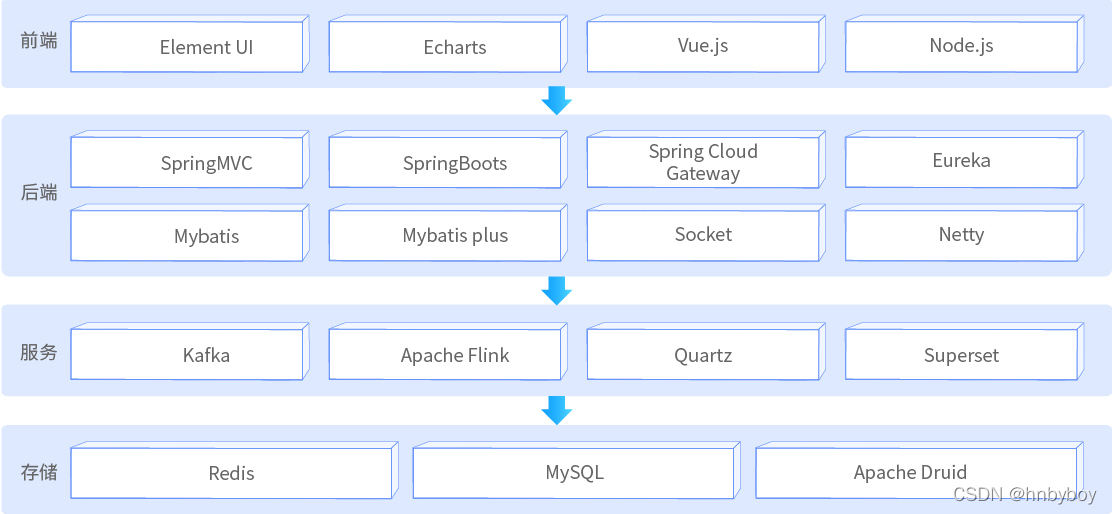 前端
Element UI
Echarts
Vue.js
Node.js
后端
SpringMVC
SpringBoots
Spring Cloud
Gateway
Eureka
Mybatis
Mybatis plus
Socket
Netty
服务
Kafka
Apache Flink
Quartz
Superset
存储
Redis
MySQL
Apache Druid
CSDN @hnbyboy